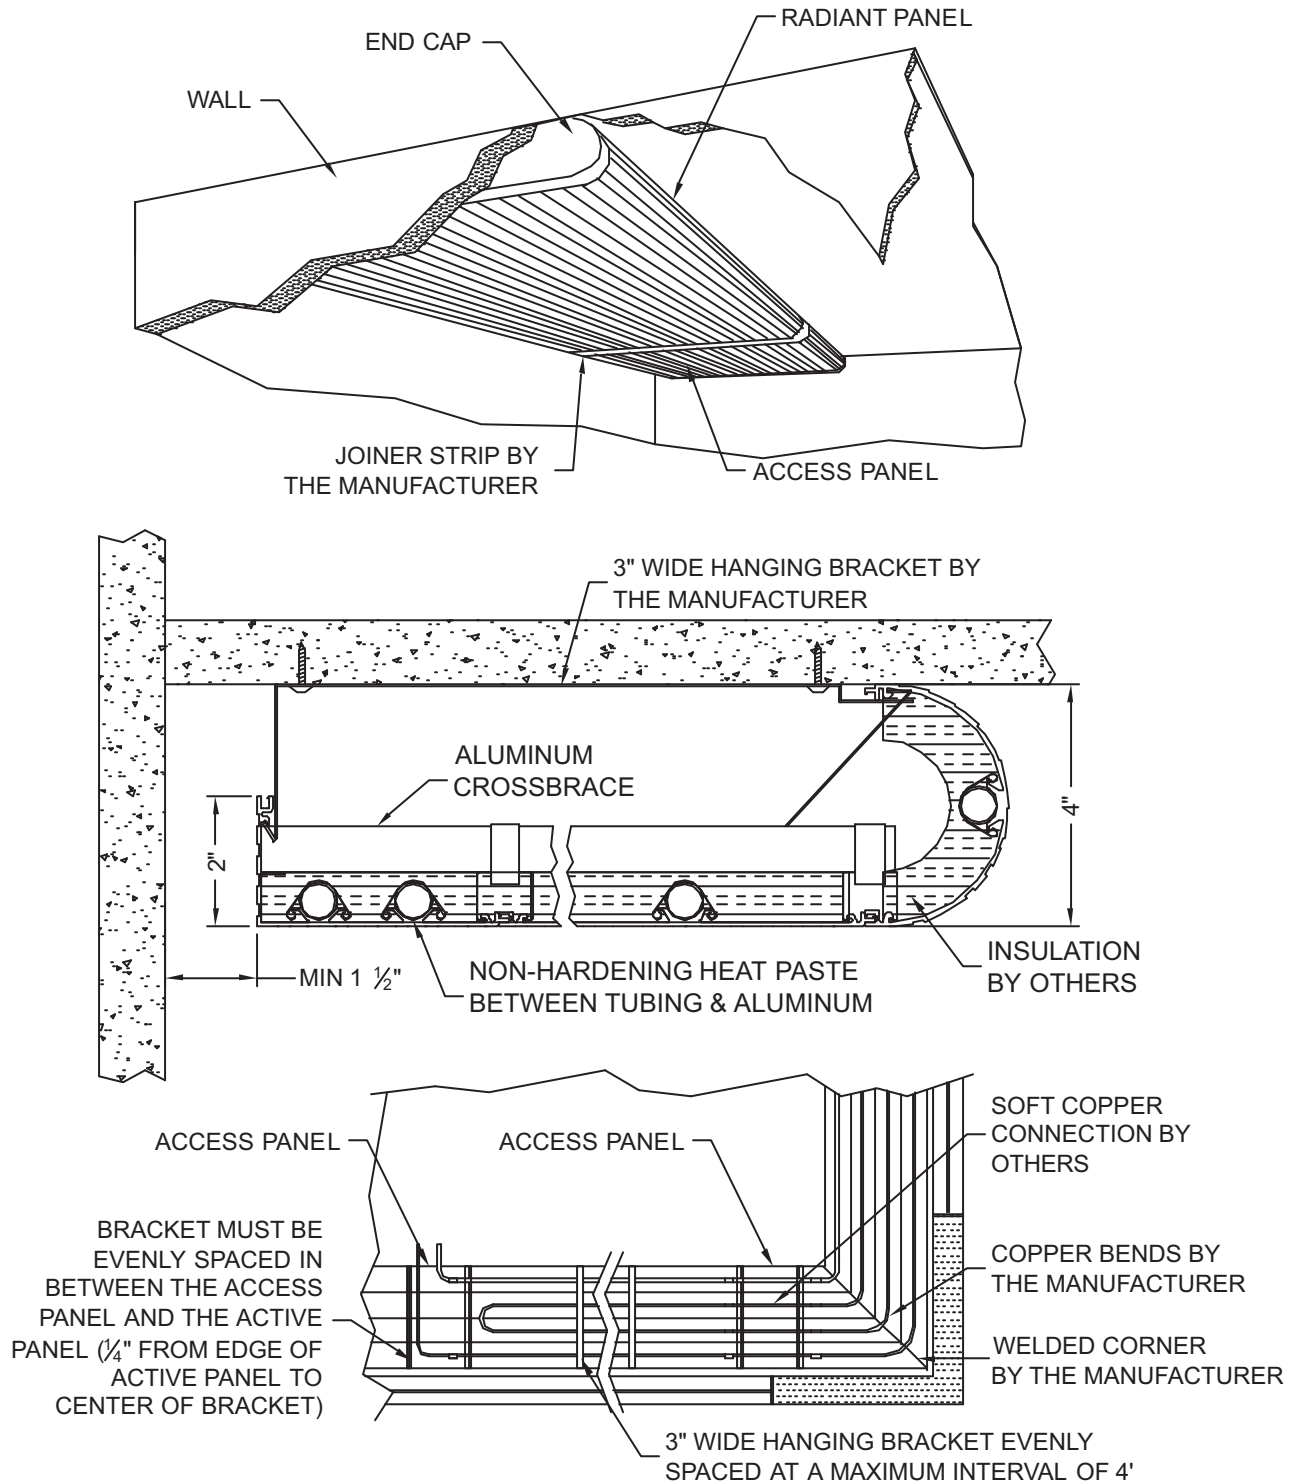 RADIANT PANEL
END CAP
WALL
JOINER STRIP BY
THE MANUFACTURER
ACCESS PANEL
3" WIDE HANGING BRACKET BY
THE MANUFACTURER
ALUMINUM
CROSSBRACE
4"
2"
MIN 1 ½"
NON-HARDENING HEAT PASTE
BETWEEN TUBING & ALUMINUM
INSULATION
BY OTHERS
SOFT COPPER
CONNECTION BY
OTHERS
ACCESS PANEL
ACCESS PANEL
BRACKET MUST BE
EVENLY SPACED IN
BETWEEN THE ACCESS
PANEL AND THE ACTIVE
PANEL (¼" FROM EDGE OF
ACTIVE PANEL TO
CENTER OF BRACKET)
COPPER BENDS BY
THE MANUFACTURER
WELDED CORNER
BY THE MANUFACTURER
3" WIDE HANGING BRACKET EVENLY
SPACED AT A MAXIMUM INTERVAL OF 4'